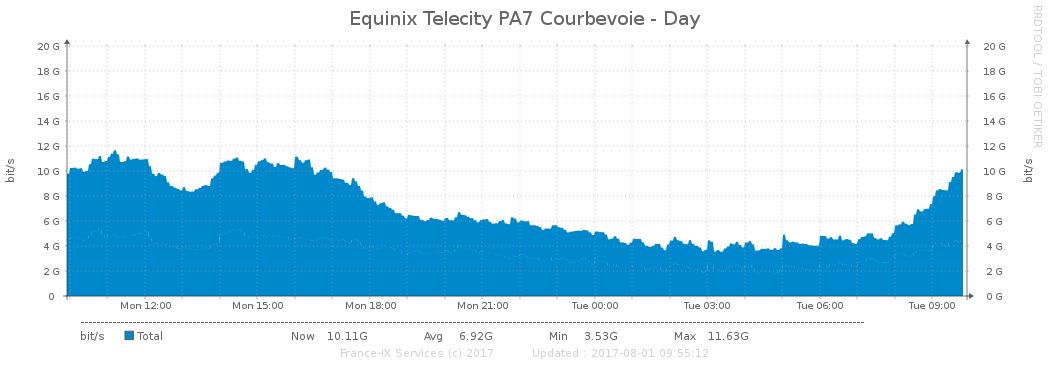 Equinix Telecity PA7 Courbevoie - Day
RRDTOOL / TOBI OETIKER
bit/s
bit/s
20 G 20 G
18 G 18 G
16 G 16 G
14 G 14 G
12 G 12 G
10 G 10 G
8 G 8 G
6 G 6 G
4 G 4 G
2 G 2 G
0 0 G
Mon 12:00 Mon 15:00 Mon 18:00 Mon 21:00 Tue 00:00 Tue 03:00 Tue 06:00 Tue 09:00
bit/s Total Now 10.11G Avg 6.92G Min 3.53G Max 11.63G
France-IX Services (c) 2017 Updated : 2017-08-01 09:55:12